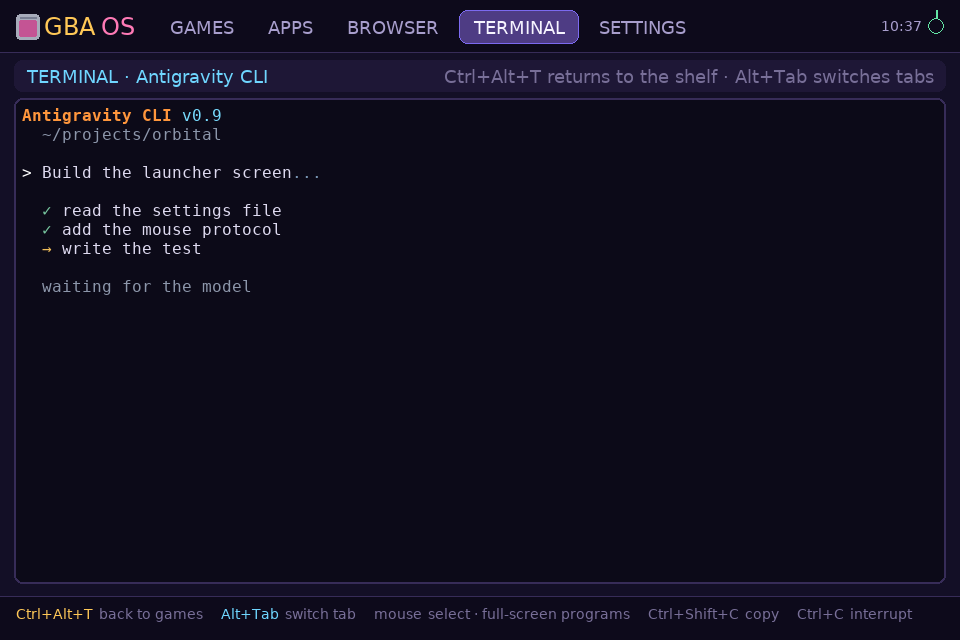 GBA OS GAMES APPS BROWSER TERMINAL SETTINGS 10:37
TERMINAL · Antigravity CLI Ctrl+Alt+T returns to the shelf · Alt+Tab switches tabs
Antigravity CLI v0.9
~/projects/orbital
> Build the launcher screen...
✓ read the settings file
✓ add the mouse protocol
→ write the test
waiting for the model
Ctrl+Alt+T back to games Alt+Tab switch tab mouse select · full-screen programs Ctrl+Shift+C copy Ctrl+C interrupt